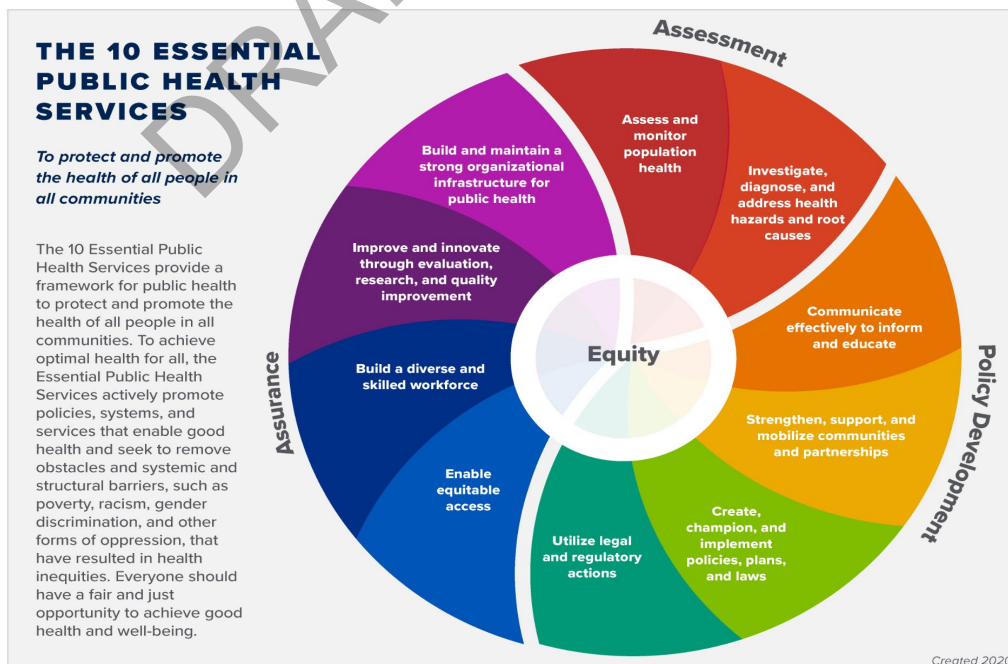 THE 10 ESSENTIAL
PUBLIC HEALTH
SERVICES
To protect and promote
the health of all people in
all communities
The 10 Essential Public
Health Services provide a
framework for public health
to protect and promote the
health of all people in all
communities. To achieve
optimal health for all, the
Essential Public Health
Services actively promote
policies, systems, and
services that enable good
health and seek to remove
obstacles and systemic and
structural barriers, such as
poverty, racism, gender
discrimination, and other
forms of oppression, that
have resulted in health
inequities. Everyone should
have a fair and just
opportunity to achieve good
health and well-being.
Assessment
Assess and
monitor
population
health
Investigate,
diagnose, and
address health
hazards and root
causes
Policy Development
Communicate
effectively to inform
and educate
Strengthen, support, and
mobilize communities
and partnerships
Create,
champion, and
implement
policies, plans,
and laws
Utilize legal
and regulatory
actions
Assurance
Enable
equitable
access
Build a diverse and
skilled workforce
Improve and innovate
through evaluation,
research, and quality
improvement
Build and maintain a
strong organizational
infrastructure for
public health
Equity
Created 2020